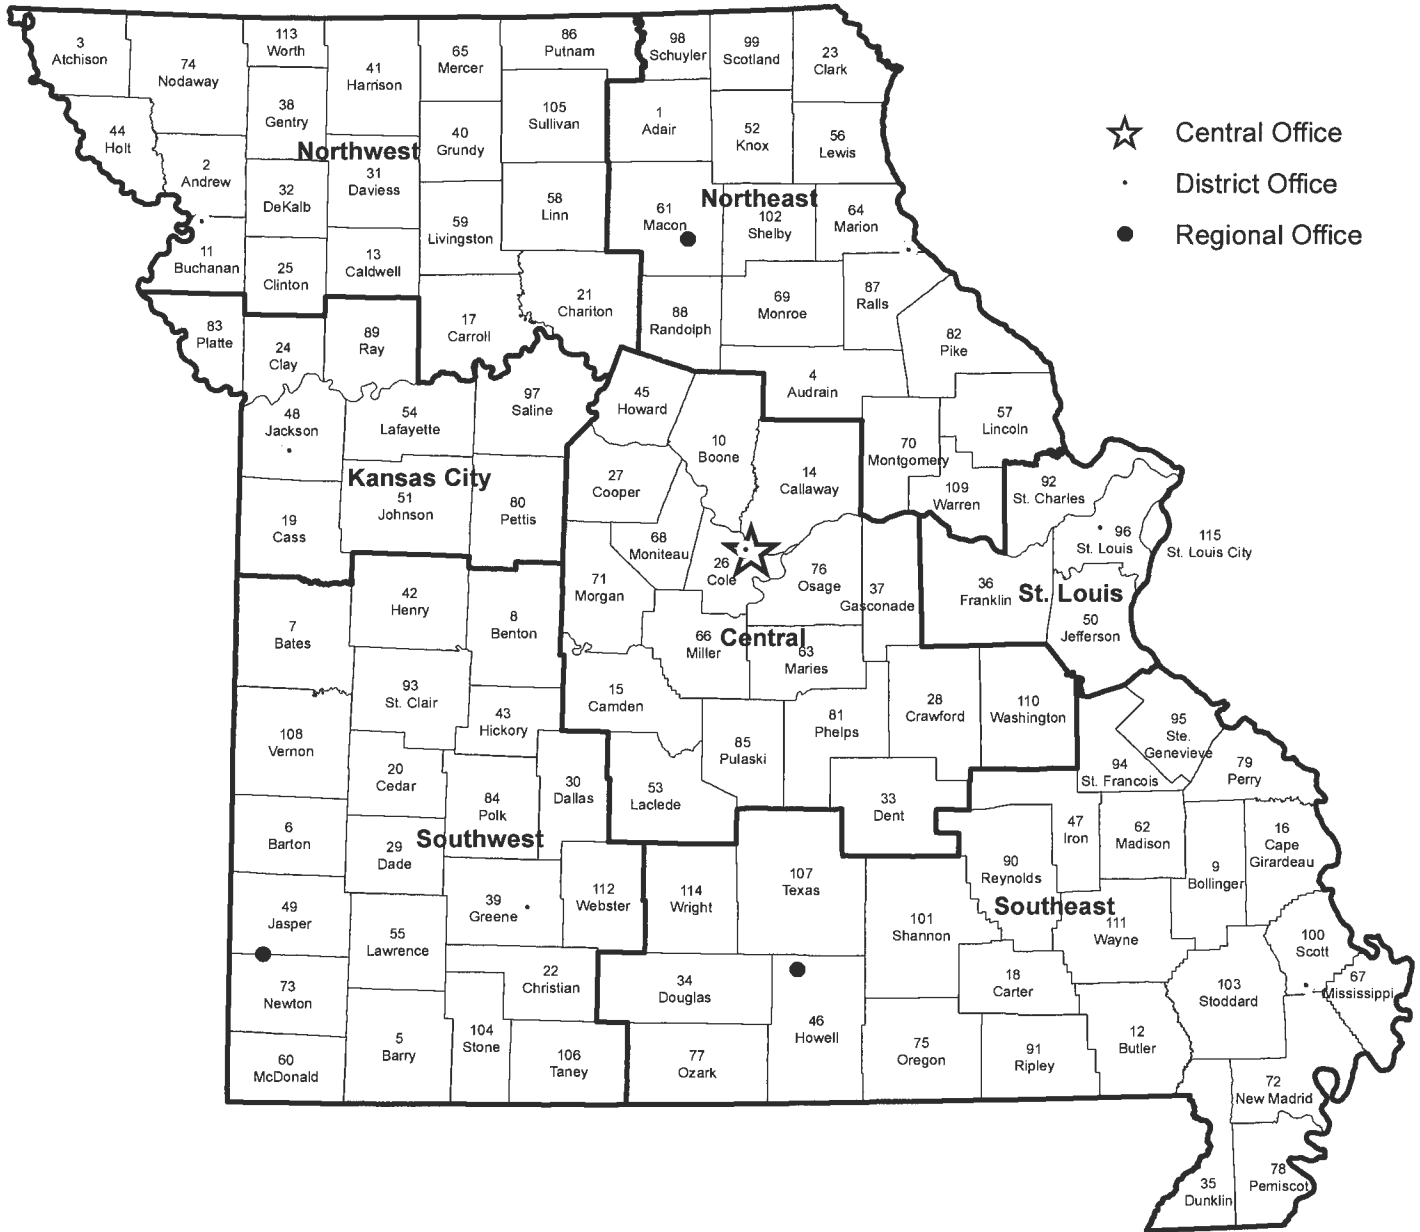 3
Atchison
74
Nodaway
113
Worth
41
Harrison
65
Mercer
86
Putnam
98
Schuyler
99
Scotland
23
Clark
44
Holt
38
Gentry
40
Grundy
105
Sullivan
1
Adair
52
Knox
56
Lewis
Central Office
District Office
Regional Office
Northwest
2
Andrew
32
DeKalb
31
Daviess
59
Livingston
58
Linn
61
Macon
Northeast
102
Shelby
64
Marion
11
Buchanan
25
Clinton
13
Caldwell
17
Carroll
21
Chariton
88
Randolph
69
Monroe
87
Ralls
82
Pike
83
Platte
24
Clay
89
Ray
4
Audrain
48
Jackson
54
Lafayette
97
Saline
45
Howard
10
Boone
57
Lincoln
70
Montgomery
Kansas City
19
Cass
51
Johnson
80
Pettis
27
Cooper
14
Callaway
109
Warren
92
St. Charles
96
St. Louis
115
St. Louis City
68
Moniteau
26
Cole
76
Osage
37
Gasconade
36
Franklin
St. Louis
50
Jefferson
7
Bates
42
Henry
8
Benton
71
Morgan
66
Miller
Central
63
Maries
93
St. Clair
43
Hickory
15
Camden
85
Pulaski
81
Phelps
28
Crawford
110
Washington
95
Ste.
Genevieve
94
St. Francois
79
Perry
108
Vernon
20
Cedar
84
Polk
30
Dallas
53
Laclede
33
Dent
47
Iron
62
Madison
16
Cape
Girardeau
6
Barton
29
Dade
Southwest
90
Reynolds
9
Bollinger
49
Jasper
55
Lawrence
39
Greene
112
Webster
114
Wright
107
Texas
101
Shannon
Southeast
111
Wayne
100
Scott
73
Newton
22
Christian
34
Douglas
18
Carter
103
Stoddard
67
Mississippi
60
McDonald
5
Barry
104
Stone
106
Taney
77
Ozark
46
Howell
75
Oregon
91
Ripley
12
Butler
72
New Madrid
35
Dunklin
78
Pemiscot